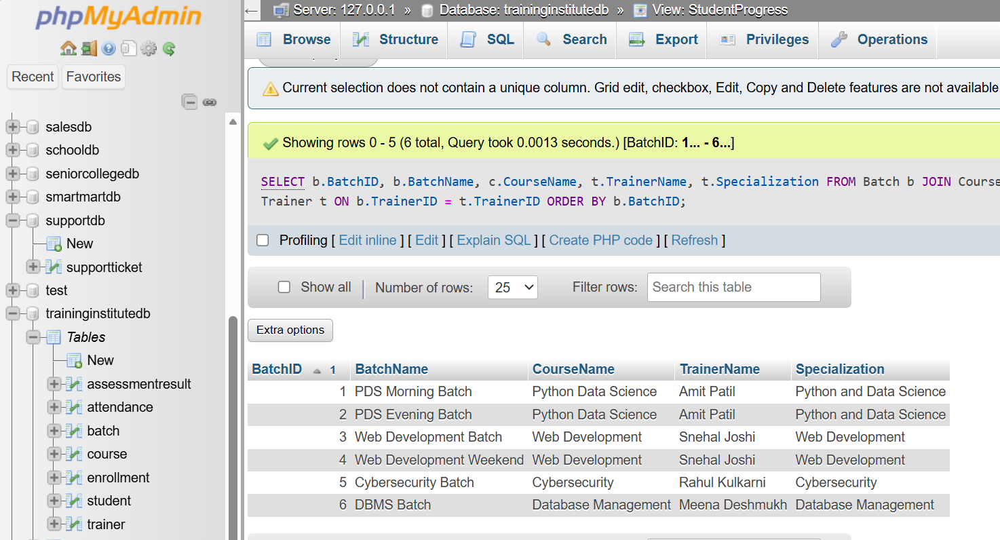 phpMyAdmin
Recent Favorites
salesdb
schooldb
seniorcollegedb
smartmartdb
supportdb
New
supportticket
test
traininginstitutedb
Tables
New
assessmentresult
attendance
batch
course
enrollment
student
trainer
← Server: 127.0.0.1 » Database: traininginstitutedb » View: StudentProgress
Browse Structure SQL Search Export Privileges Operations
Current selection does not contain a unique column. Grid edit, checkbox, Edit, Copy and Delete features are not available
Showing rows 0 - 5 (6 total, Query took 0.0013 seconds.) [BatchID: 1... - 6...]
SELECT b.BatchID, b.BatchName, c.CourseName, t.TrainerName, t.Specialization FROM Batch b JOIN Course
Trainer t ON b.TrainerID = t.TrainerID ORDER BY b.BatchID;
Profiling [ Edit inline ] [ Edit ] [ Explain SQL ] [ Create PHP code ] [ Refresh ]
Show all | Number of rows: 25 Filter rows: Search this table
Extra options
BatchID 1 BatchName CourseName TrainerName Specialization
1 PDS Morning Batch Python Data Science Amit Patil Python and Data Science
2 PDS Evening Batch Python Data Science Amit Patil Python and Data Science
3 Web Development Batch Web Development Snehal Joshi Web Development
4 Web Development Weekend Web Development Snehal Joshi Web Development
5 Cybersecurity Batch Cybersecurity Rahul Kulkarni Cybersecurity
6 DBMS Batch Database Management Meena Deshmukh Database Management